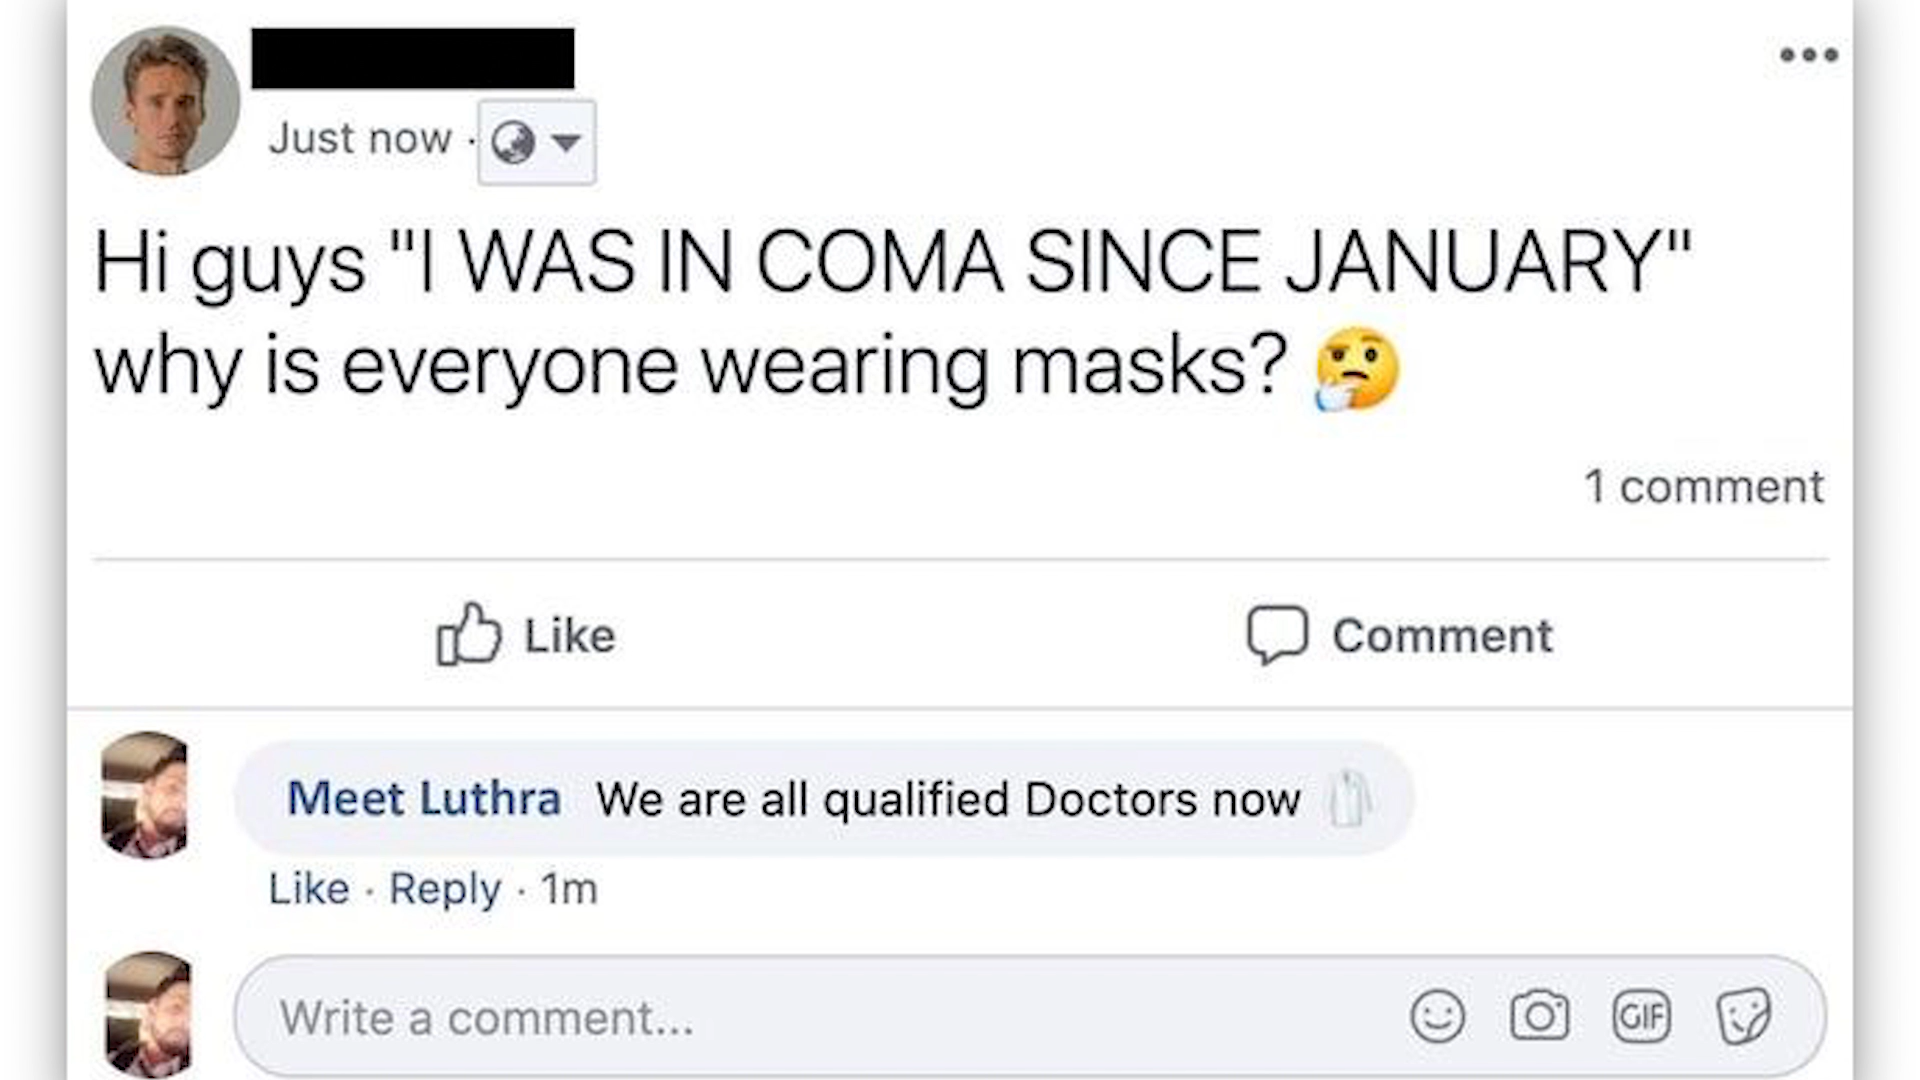 Just now ·
Hi guys "I WAS IN COMA SINCE JANUARY"
why is everyone wearing masks? 🤔
1 comment
Like Comment
Meet Luthra We are all qualified Doctors now 🥼
Like · Reply · 1m
Write a comment...
GIF